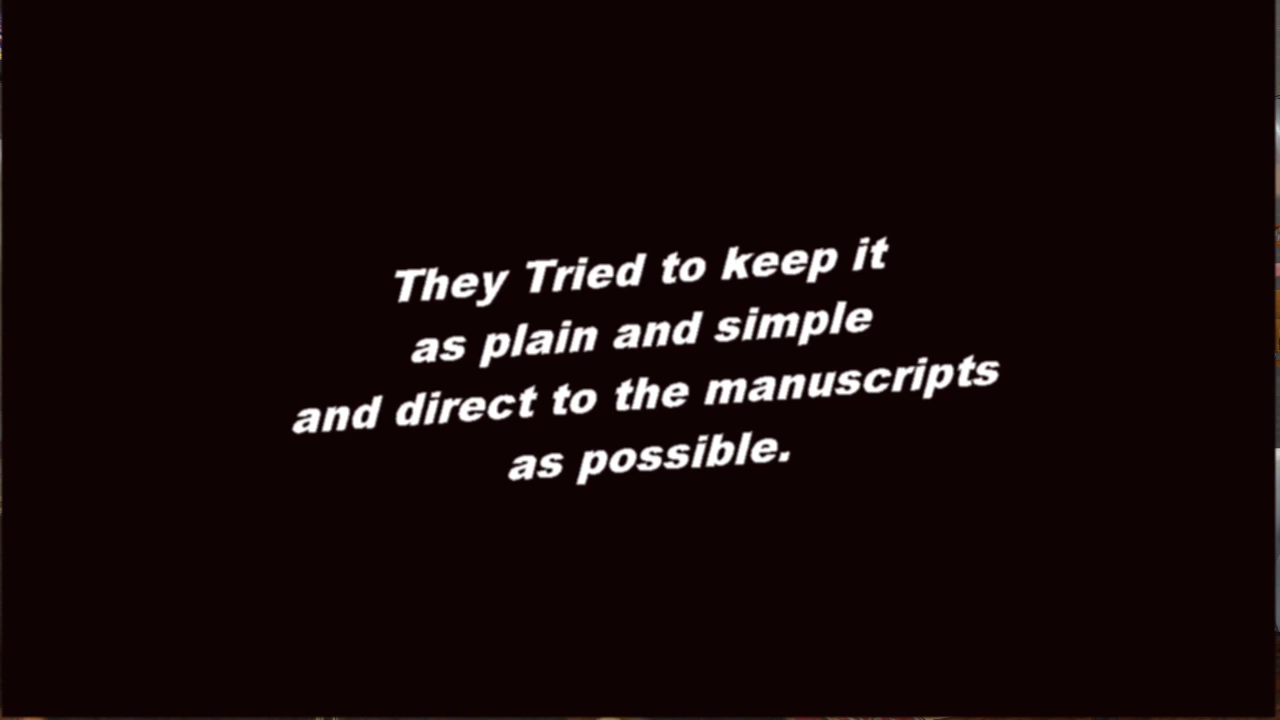 They Tried to keep it
as plain and simple
and direct to the manuscripts
as possible.